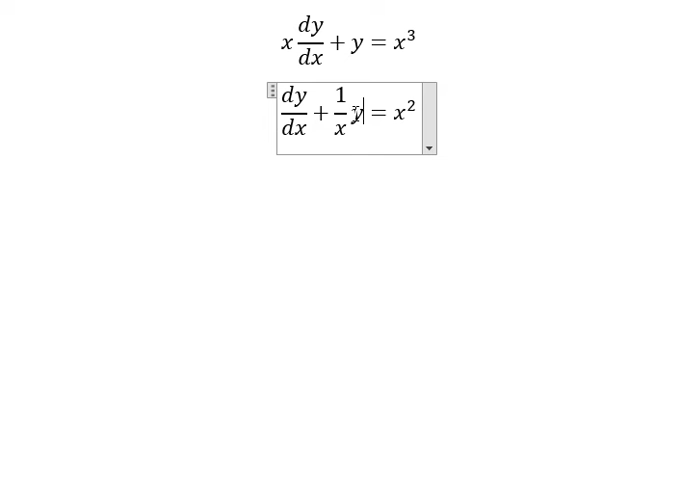 x dy/dx + y = x³
dy/dx + 1/x y = x²